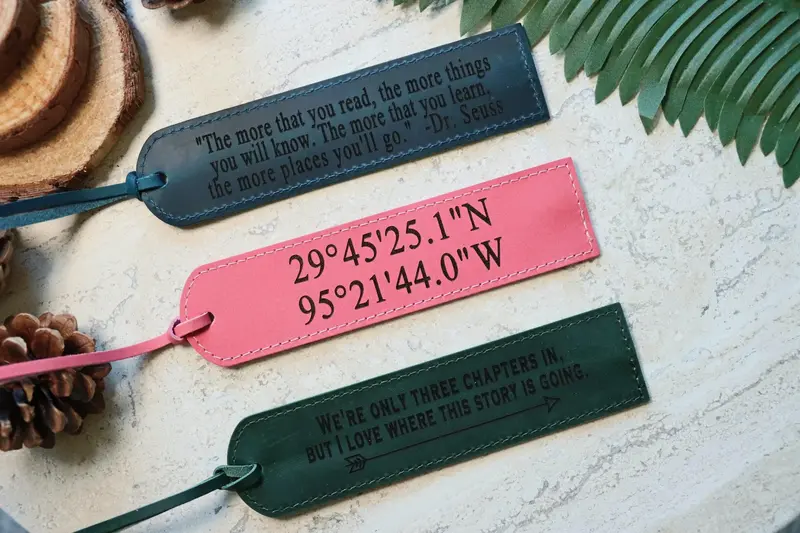 "The more that you read, the more things
you will know. The more that you learn,
the more places you'll go." -Dr. Seuss
29°45'25.1"N
95°21'44.0"W
WE'RE ONLY THREE CHAPTERS IN,
BUT I LOVE WHERE THIS STORY IS GOING.